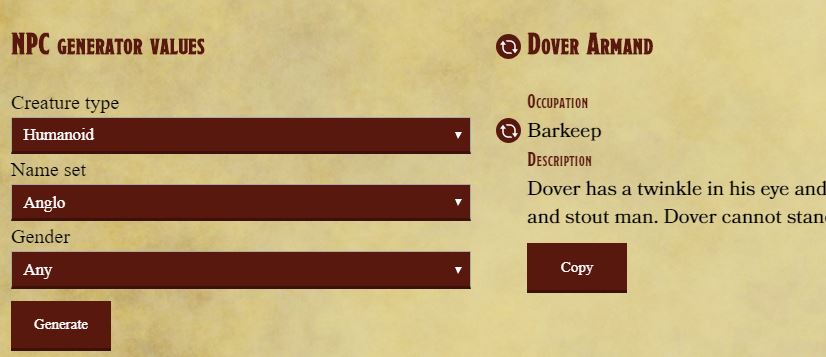 NPC generator values
Creature type
Humanoid
Name set
Anglo
Gender
Any
Generate
Dover Armand
Occupation
Barkeep
Description
Dover has a twinkle in his eye and
and stout man. Dover cannot stan
Copy